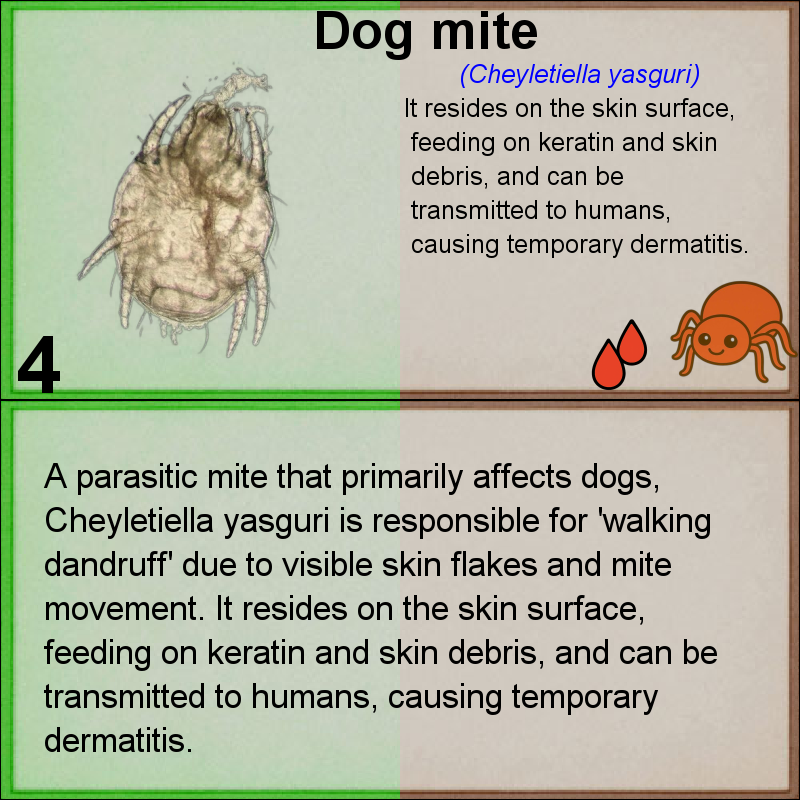 Dog mite
(Cheyletiella yasguri)
It resides on the skin surface,
feeding on keratin and skin
debris, and can be
transmitted to humans,
causing temporary dermatitis.
4
A parasitic mite that primarily affects dogs,
Cheyletiella yasguri is responsible for 'walking
dandruff' due to visible skin flakes and mite
movement. It resides on the skin surface,
feeding on keratin and skin debris, and can be
transmitted to humans, causing temporary
dermatitis.